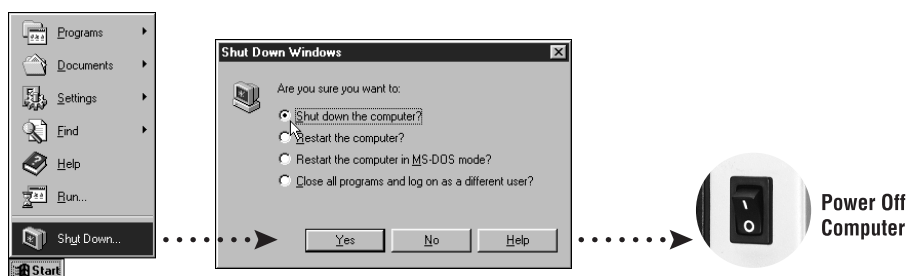 Programs
Documents
Settings
Find
Help
Run...
Shut Down...
Start
Shut Down Windows
Are you sure you want to:
Shut down the computer?
Restart the computer?
Restart the computer in MS-DOS mode?
Close all programs and log on as a different user?
Yes No Help
Power Off
Computer